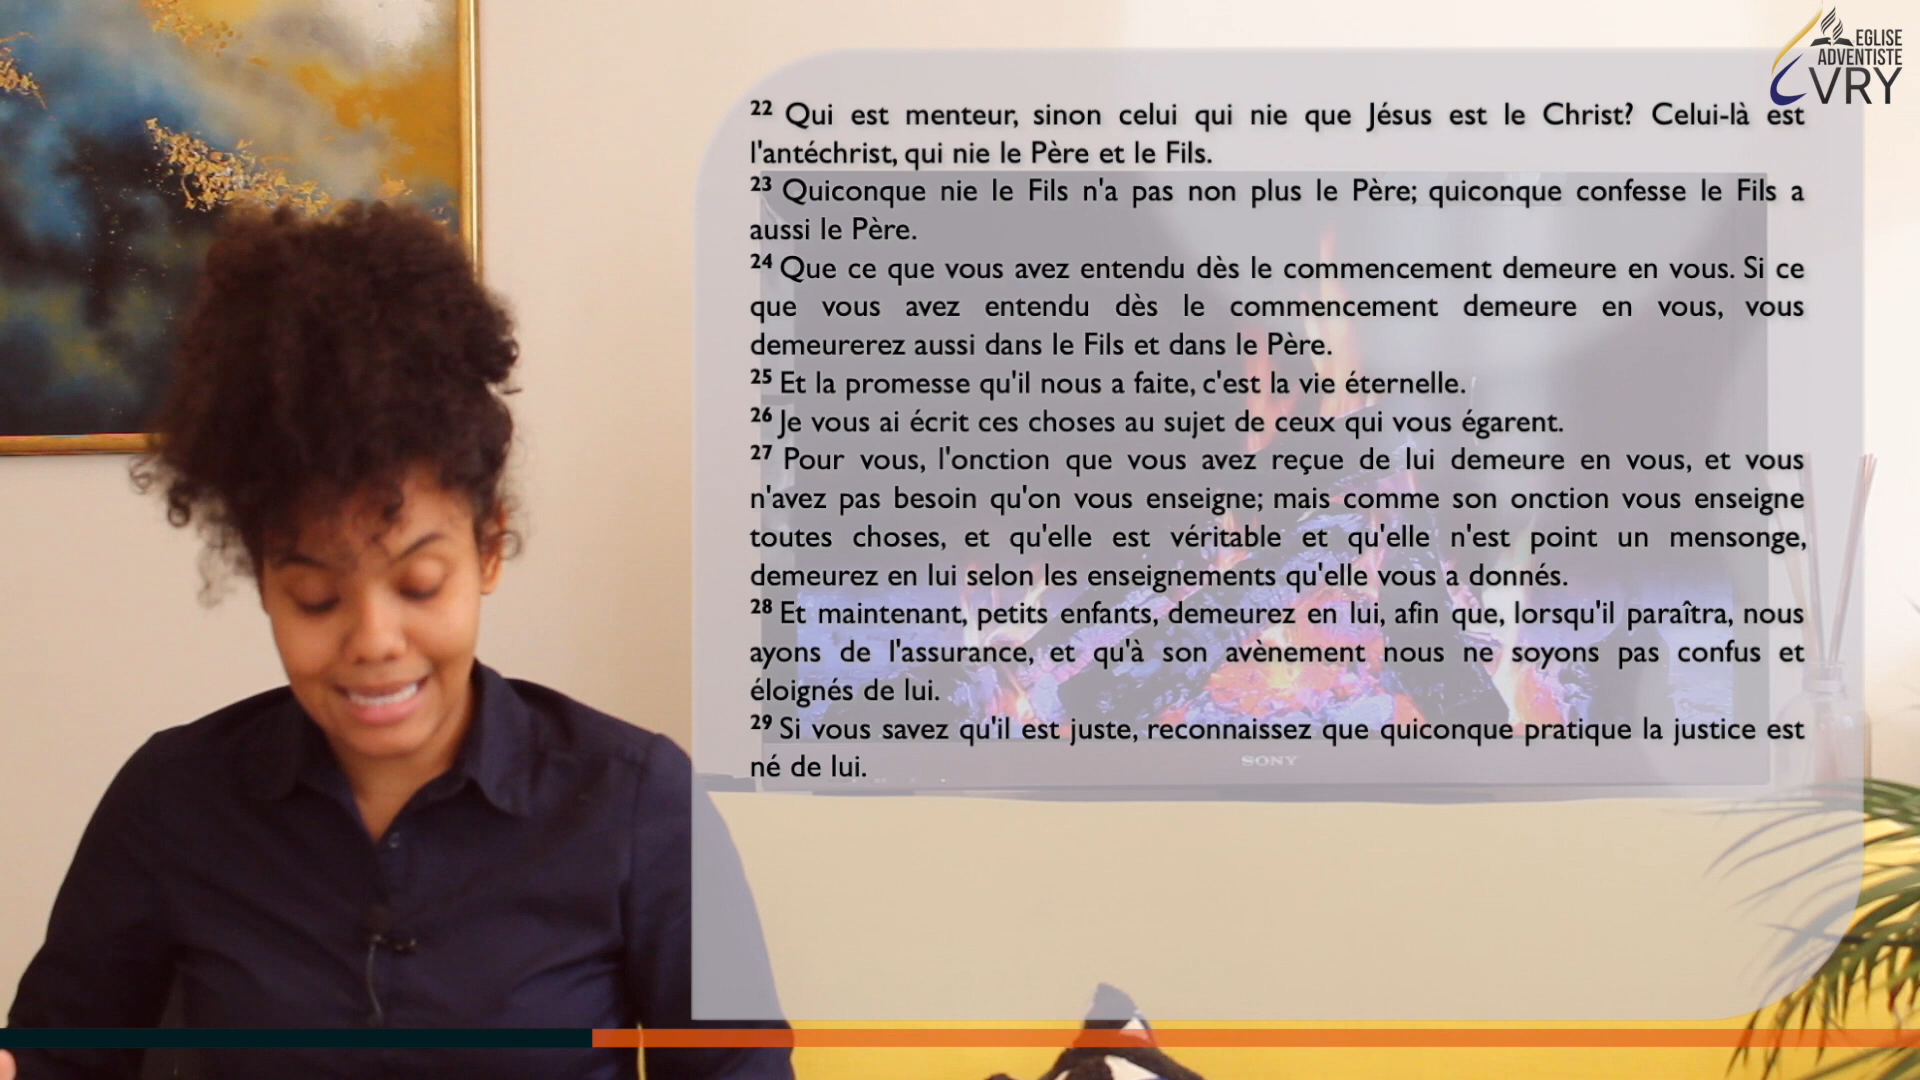 EGLISE
ADVENTISTE
VRY
22 Qui est menteur, sinon celui qui nie que Jésus est le Christ? Celui-là est
l'antéchrist, qui nie le Père et le Fils.
23 Quiconque nie le Fils n'a pas non plus le Père; quiconque confesse le Fils a
aussi le Père.
24 Que ce que vous avez entendu dès le commencement demeure en vous. Si ce
que vous avez entendu dès le commencement demeure en vous, vous
demeurerez aussi dans le Fils et dans le Père.
25 Et la promesse qu'il nous a faite, c'est la vie éternelle.
26 Je vous ai écrit ces choses au sujet de ceux qui vous égarent.
27 Pour vous, l'onction que vous avez reçue de lui demeure en vous, et vous
n'avez pas besoin qu'on vous enseigne; mais comme son onction vous enseigne
toutes choses, et qu'elle est véritable et qu'elle n'est point un mensonge,
demeurez en lui selon les enseignements qu'elle vous a donnés.
28 Et maintenant, petits enfants, demeurez en lui, afin que, lorsqu'il paraîtra, nous
ayons de l'assurance, et qu'à son avènement nous ne soyons pas confus et
éloignés de lui.
29 Si vous savez qu'il est juste, reconnaissez que quiconque pratique la justice est
né de lui.
SONY